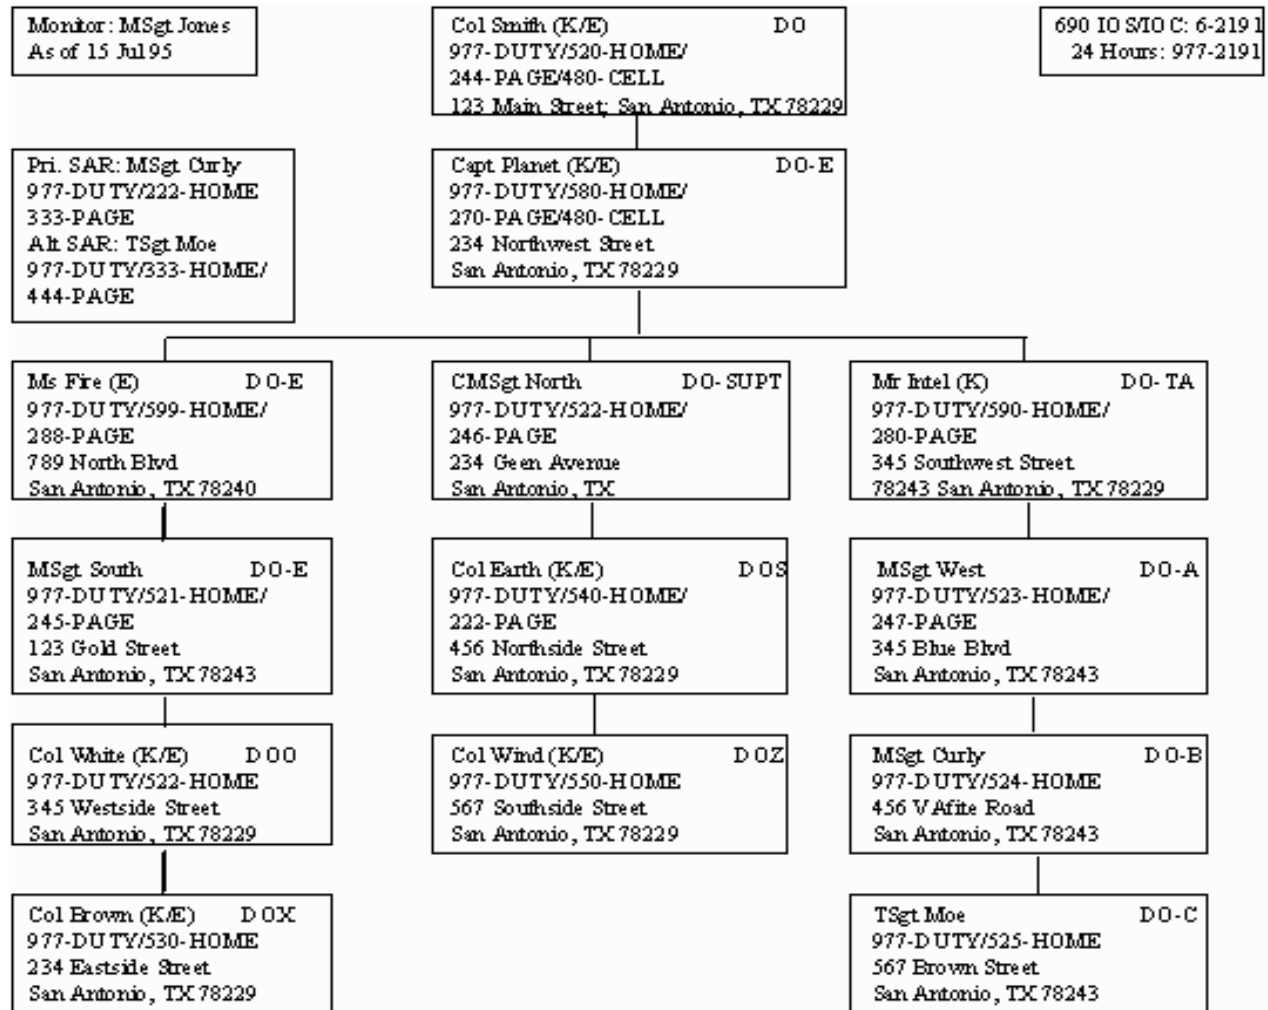 Monitor: MSgt Jones
As of 15 Jul 95
Col Smith (K/E) DO
977-DUTY/520-HOME/
244-PAGE/480-CELL
123 Main Street; San Antonio, TX 78229
690 IOS/IOC: 6-2191
24 Hours: 977-2191
Pri. SAR: MSgt Curly
977-DUTY/222-HOME
333-PAGE
Alt SAR: TSgt Moe
977-DUTY/333-HOME/
444-PAGE
Capt Planet (K/E) DO-E
977-DUTY/580-HOME/
270-PAGE/480-CELL
234 Northwest Street
San Antonio, TX 78229
Ms Fire (E) DO-E
977-DUTY/599-HOME/
288-PAGE
789 North Blvd
San Antonio, TX 78240
CMSgt North DO-SUPT
977-DUTY/522-HOME/
246-PAGE
234 Geen Avenue
San Antonio, TX
Mr Intel (K) DO-TA
977-DUTY/590-HOME/
280-PAGE
345 Southwest Street
78243 San Antonio, TX 78229
MSgt South DO-E
977-DUTY/521-HOME/
245-PAGE
123 Gold Street
San Antonio, TX 78243
Col Earth (K/E) DOS
977-DUTY/540-HOME/
222-PAGE
456 Northside Street
San Antonio, TX 78229
MSgt West DO-A
977-DUTY/523-HOME/
247-PAGE
345 Blue Blvd
San Antonio, TX 78243
Col White (K/E) DOO
977-DUTY/522-HOME
345 Westside Street
San Antonio, TX 78229
Col Wind (K/E) DOZ
977-DUTY/550-HOME
567 Southside Street
San Antonio, TX 78229
MSgt Curly DO-B
977-DUTY/524-HOME
456 VAfite Road
San Antonio, TX 78243
Col Brown (K/E) DOX
977-DUTY/530-HOME
234 Eastside Street
San Antonio, TX 78229
TSgt Moe DO-C
977-DUTY/525-HOME
567 Brown Street
San Antonio, TX 78243